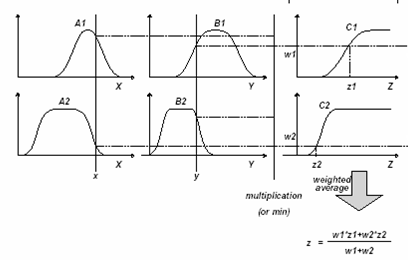 A1 B1 C1
w1
X Y z1 Z
A2 B2 C2
w2
X Y z2 Z
x y
weighted
average
multiplication
(or min)
z = w1*z1+w2*z2
w1+w2